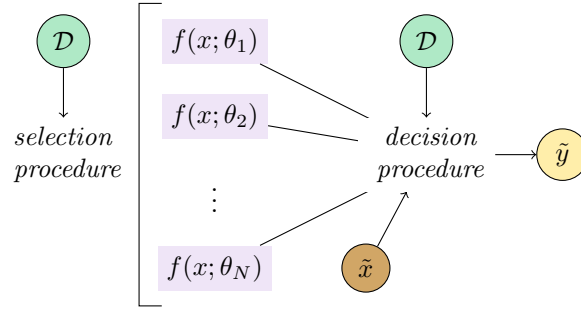 𝒟
selection
procedure
f(x; θ₁)
f(x; θ₂)
⋮
f(x; θ_N)
𝒟
decision
procedure
x̃
ỹ